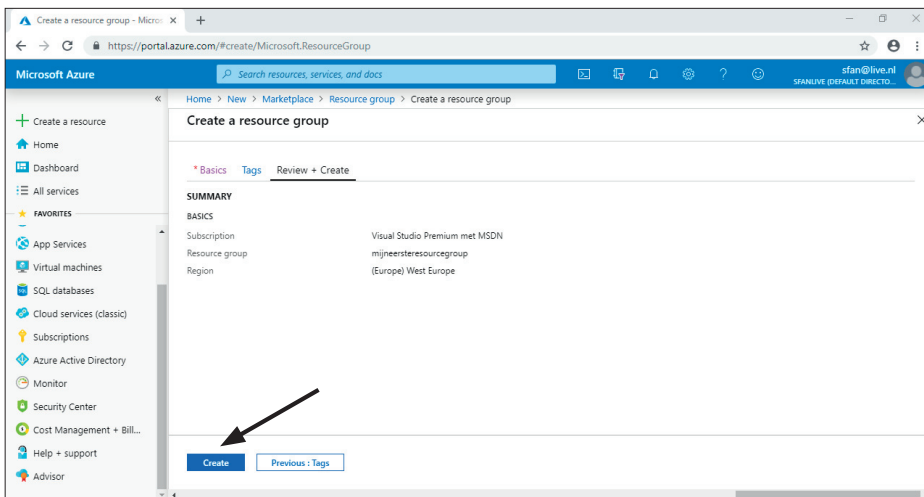 Create a resource group - Micros
https://portal.azure.com/#create/Microsoft.ResourceGroup
Microsoft Azure
Search resources, services, and docs
sfan@live.nl
SFANLIVE (DEFAULT DIRECTO...
Home > New > Marketplace > Resource group > Create a resource group
Create a resource group
Create a resource
Home
Dashboard
All services
FAVORITES
App Services
Virtual machines
SQL databases
Cloud services (classic)
Subscriptions
Azure Active Directory
Monitor
Security Center
Cost Management + Bill...
Help + support
Advisor
* Basics Tags Review + Create
SUMMARY
BASICS
Subscription Visual Studio Premium met MSDN
Resource group mijneersteresourcegroup
Region (Europe) West Europe
Create Previous : Tags